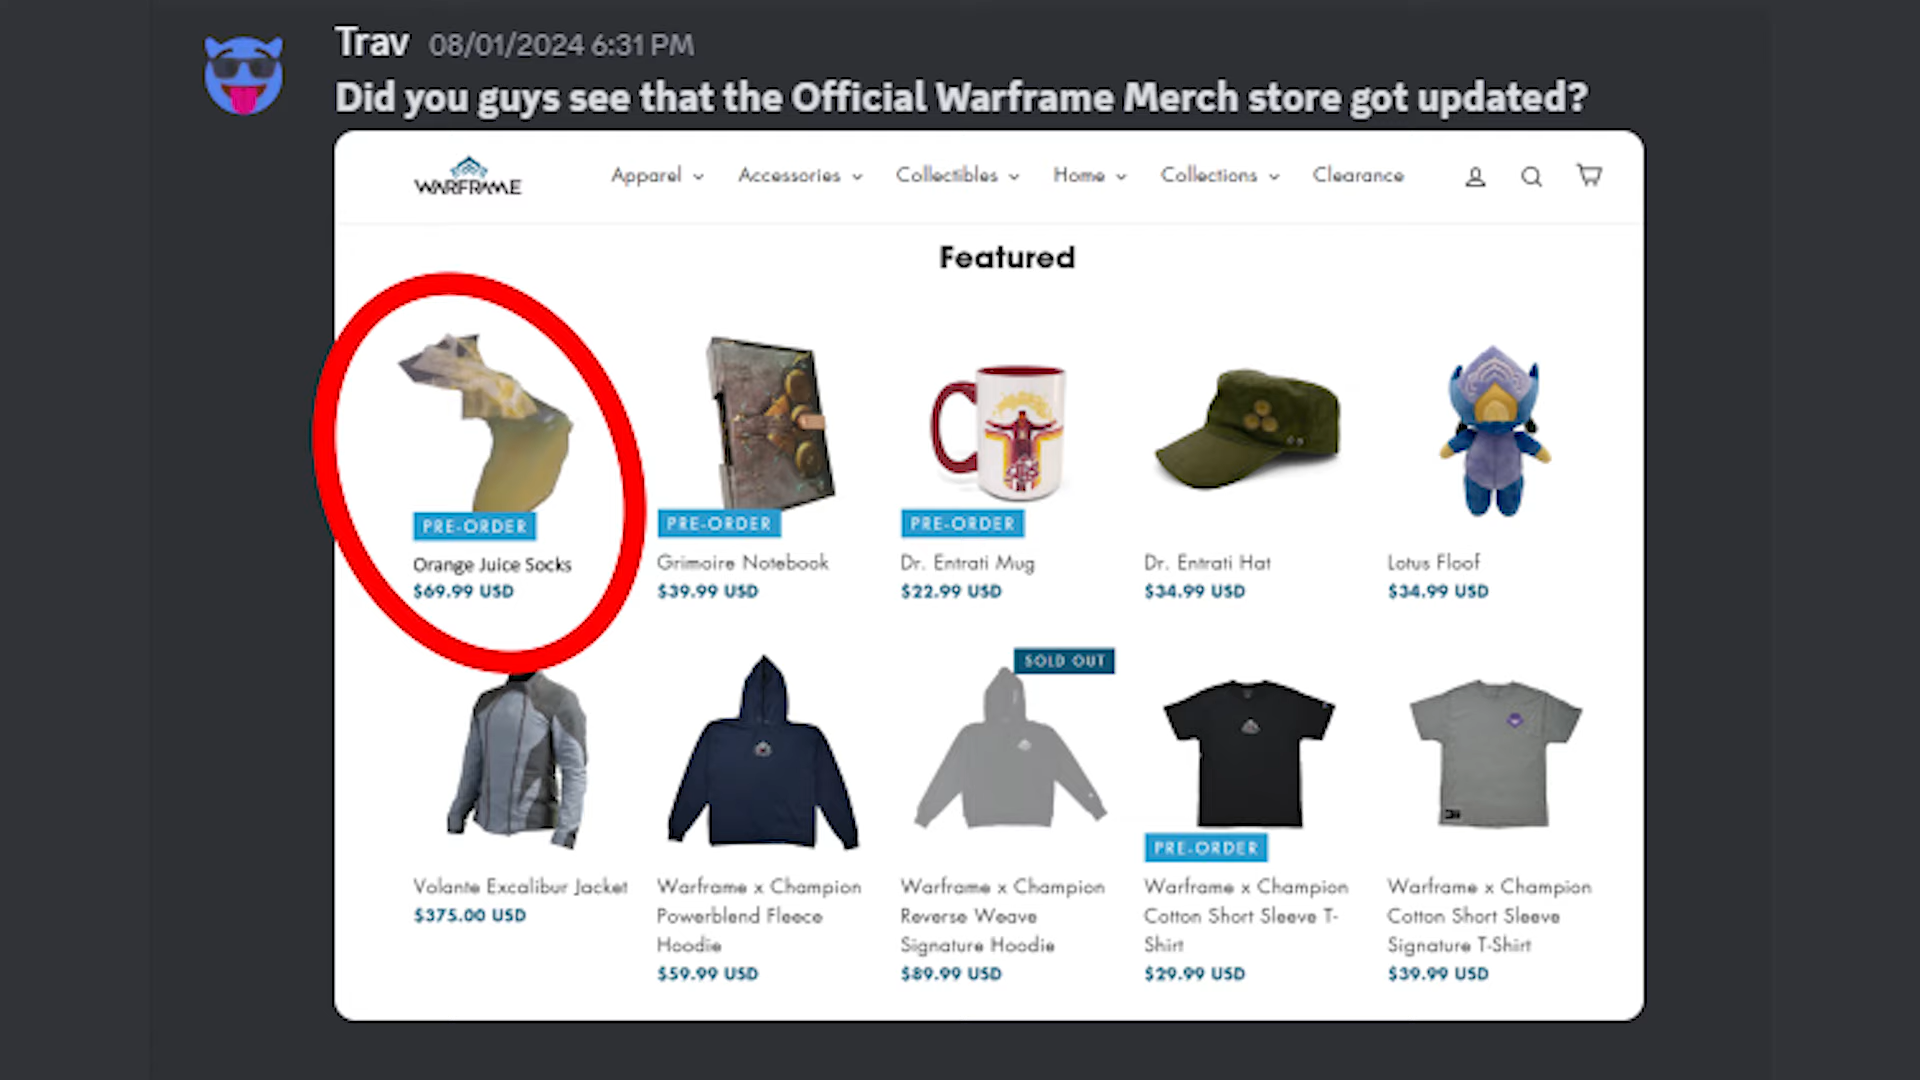 Trav 08/01/2024 6:31 PM
Did you guys see that the Official Warframe Merch store got updated?
WARFRAME Apparel Accessories Collectibles Home Collections Clearance
Featured
PRE-ORDER PRE-ORDER PRE-ORDER
Orange Juice Socks Grimoire Notebook Dr. Entrati Mug Dr. Entrati Hat Lotus Floof
$69.99 USD $39.99 USD $22.99 USD $34.99 USD $34.99 USD
SOLD OUT
PRE-ORDER
Volante Excalibur Jacket
$375.00 USD
Warframe x Champion
Powerblend Fleece
Hoodie
$59.99 USD
Warframe x Champion
Reverse Weave
Signature Hoodie
$89.99 USD
Warframe x Champion
Cotton Short Sleeve T-
Shirt
$29.99 USD
Warframe x Champion
Cotton Short Sleeve
Signature T-Shirt
$39.99 USD